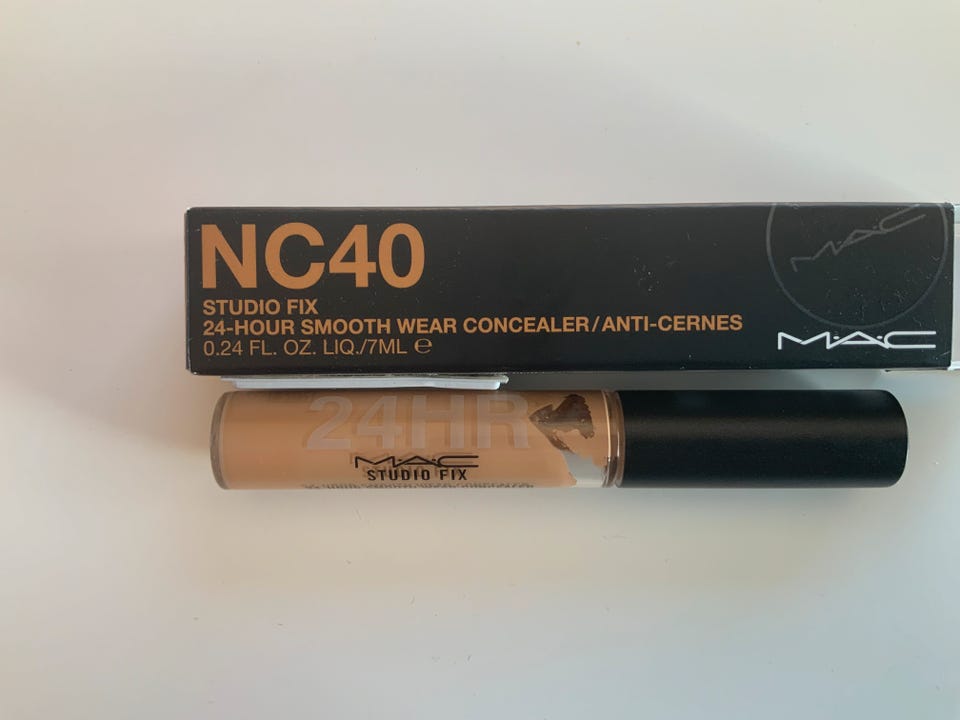 NC40
STUDIO FIX
24-HOUR SMOOTH WEAR CONCEALER/ANTI-CERNES
0.24 FL. OZ. LIQ./7ML ℮
MAC
MAC
24HR
MAC
STUDIO FIX